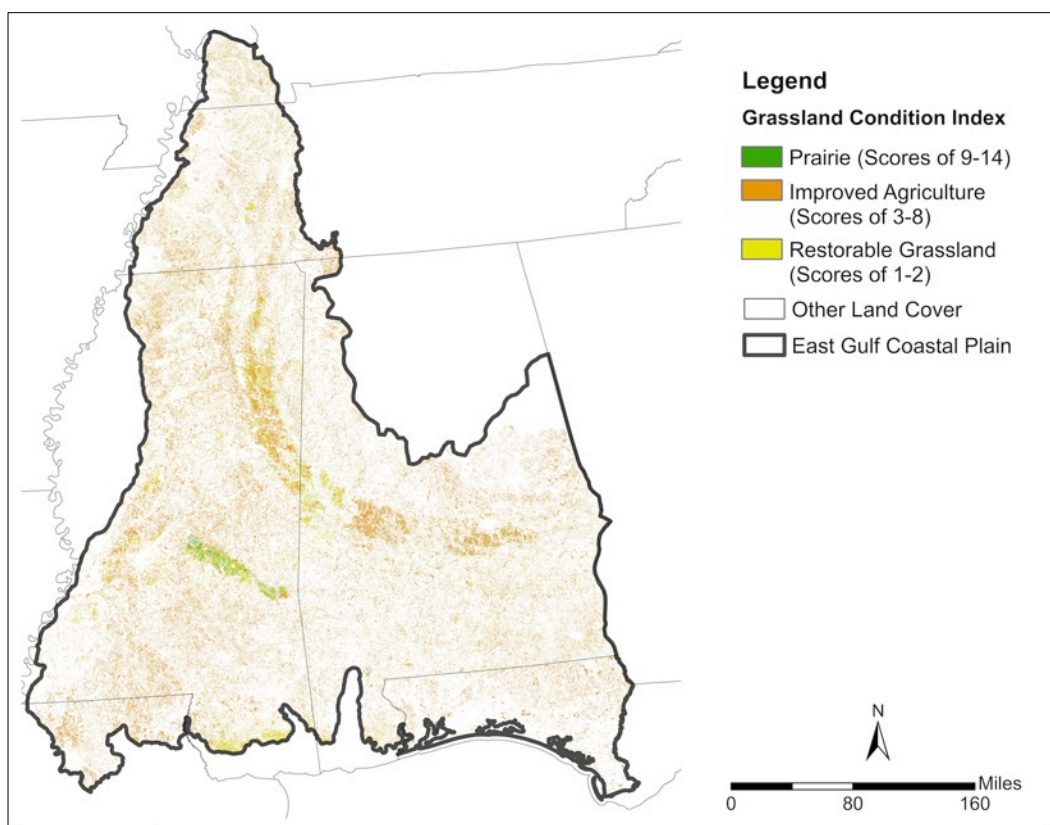 Legend
Grassland Condition Index
Prairie (Scores of 9-14)
Improved Agriculture
(Scores of 3-8)
Restorable Grassland
(Scores of 1-2)
Other Land Cover
East Gulf Coastal Plain
N
Miles
0 80 160